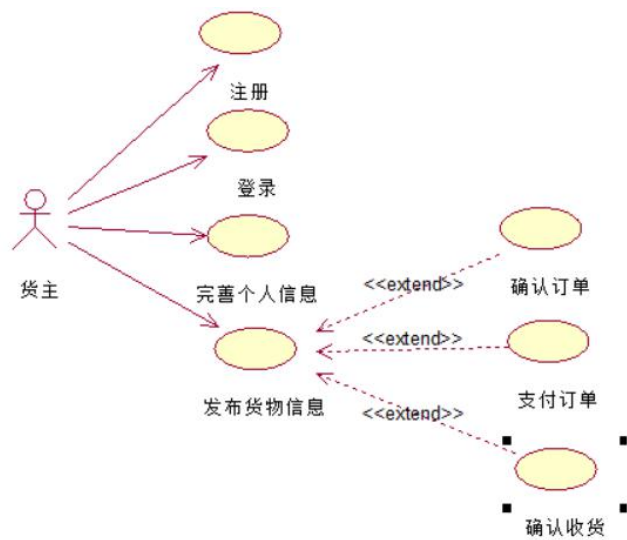 注册
登录
货主
完善个人信息
<<extend>>
确认订单
<<extend>>
发布货物信息
支付订单
<<extend>>
确认收货